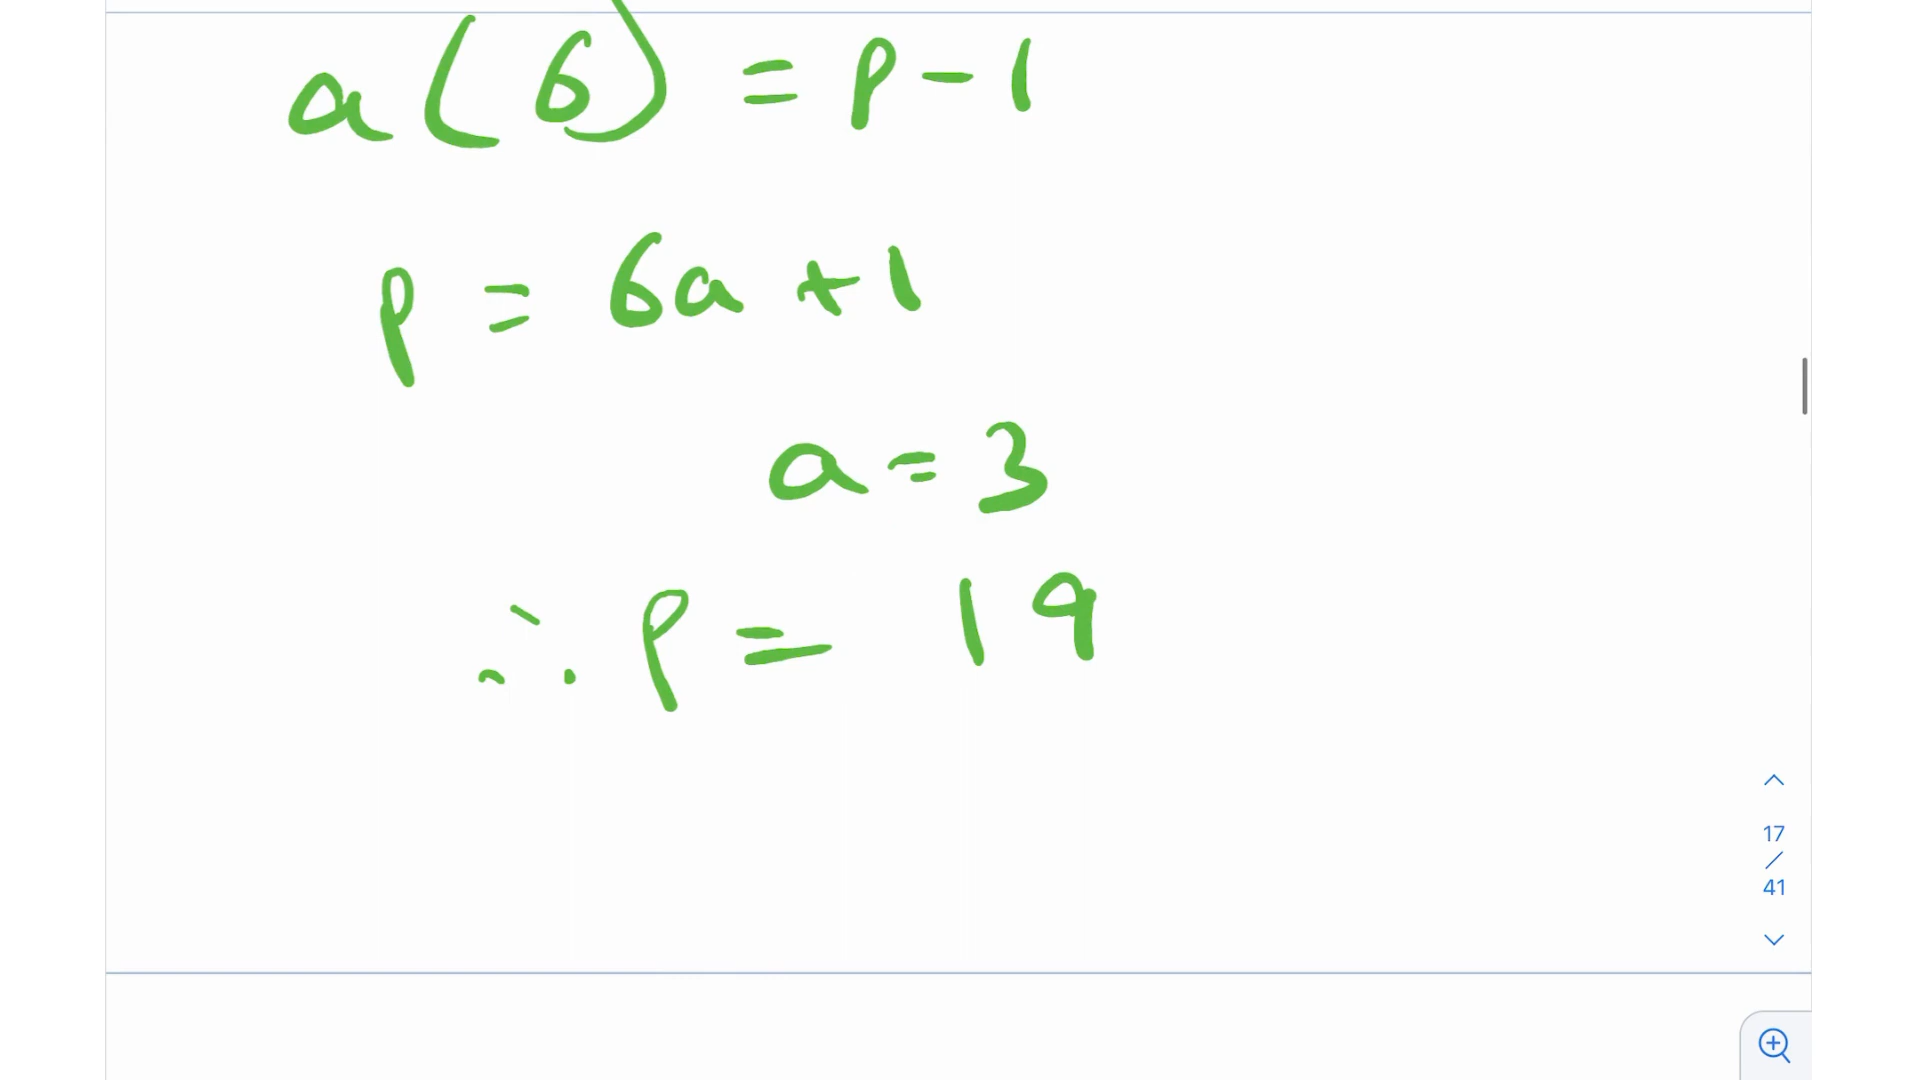 a(6) = p - 1
p = 6a + 1
a = 3
∴ p = 19
17
/
41